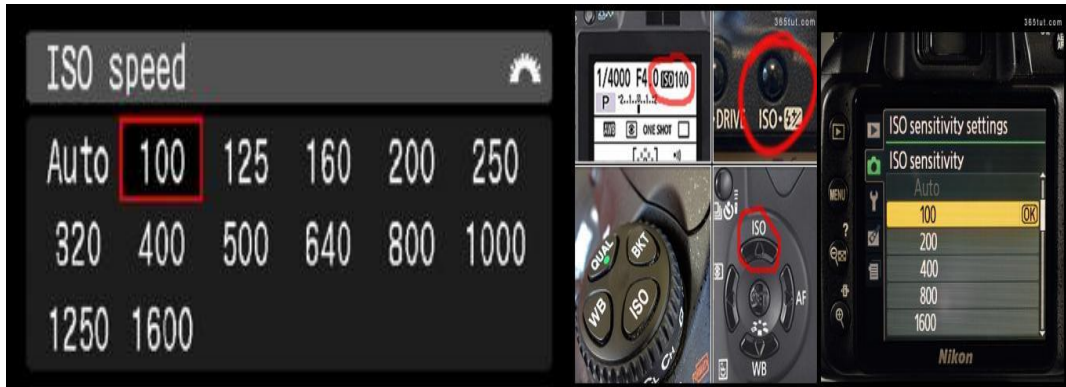 ISO speed
Auto 100 125 160 200 250
320 400 500 640 800 1000
1250 1600
365tut.com
1/4000 F4.0 ISO100
P
AWB ONE SHOT
DRIVE ISO
QUAL BKT
WB ISO
ISO
SET
AF
WB
365tut.com
MENU
?
ISO sensitivity settings
ISO sensitivity
Auto
100 OK
200
400
800
1600
Nikon